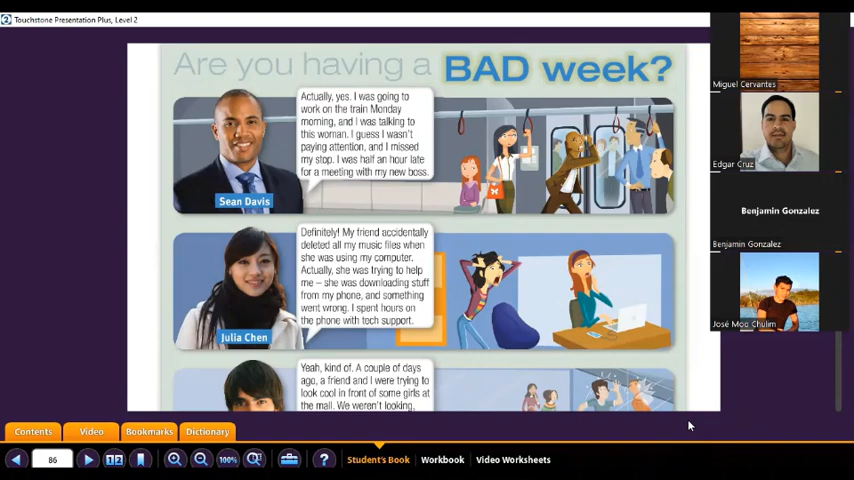 Touchstone Presentation Plus, Level 2
Are you having a BAD week?
Actually, yes. I was going to
work on the train Monday
morning, and I was talking to
this woman. I guess I wasn't
paying attention, and I missed
my stop. I was half an hour late
for a meeting with my new boss.
Sean Davis
Definitely! My friend accidentally
deleted all my music files when
she was using my computer.
Actually, she was trying to help
me – she was downloading stuff
from my phone, and something
went wrong. I spent hours on
the phone with tech support.
Julia Chen
Yeah, kind of. A couple of days
ago, a friend and I were trying to
look cool in front of some girls at
the mall. We weren't looking,
Miguel Cervantes
Edgar Cruz
Benjamin Gonzalez
Benjamin Gonzalez
José Moo Chulim
Contents
Video
Bookmarks
Dictionary
86
100%
Student's Book
Workbook
Video Worksheets